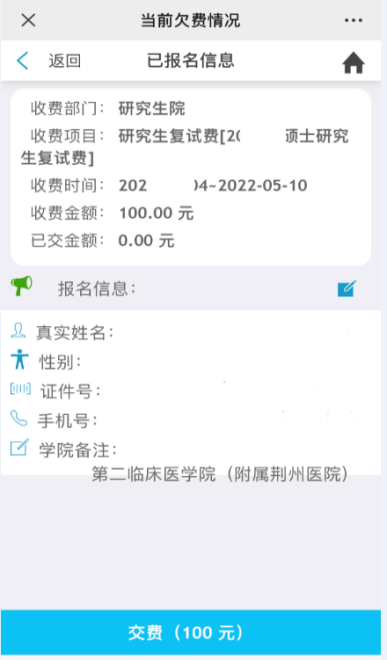 当前欠费情况
返回 已报名信息
收费部门: 研究生院
收费项目: 研究生复试费[20 硕士研究
生复试费]
收费时间: 202 04~2022-05-10
收费金额: 100.00 元
已交金额: 0.00 元
报名信息:
真实姓名:
性别:
证件号:
手机号:
学院备注:
第二临床医学院（附属荆州医院）
交费（100 元）